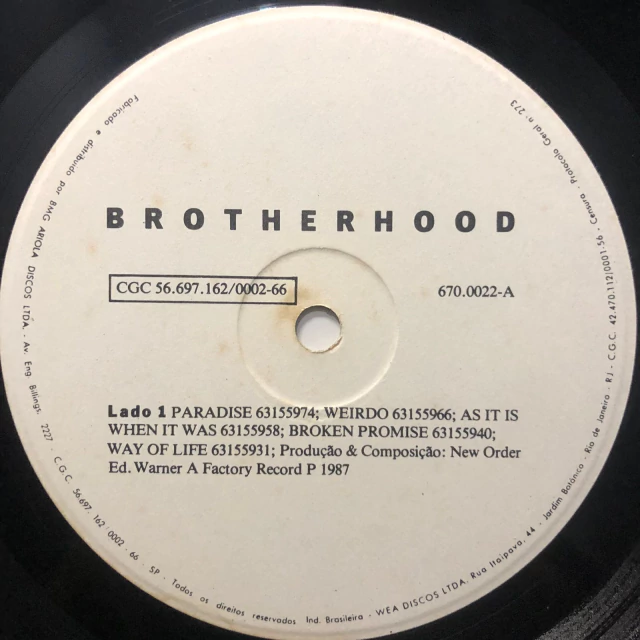 BROTHERHOOD
CGC 56.697.162/0002-66
670.0022-A
Lado 1 PARADISE 63155974; WEIRDO 63155966; AS IT IS
WHEN IT WAS 63155958; BROKEN PROMISE 63155940;
WAY OF LIFE 63155931; Produção & Composição: New Order
Ed. Warner A Factory Record P 1987
Fabricado e distribuido por BMG ARIOLA DISCOS LTDA. - Av. Eng. Billings, 2227 - C.G.C. 56.697.162.0002-66 - SP - Todos os direitos reservados Ind. Brasileira - WEA DISCOS LTDA. Rua Itaipava, 44 - Jardim Botânico - Rio de Janeiro - RJ - C.G.C. 42.470.112/0001-56 - Censura - Protocolo Geral nº 273